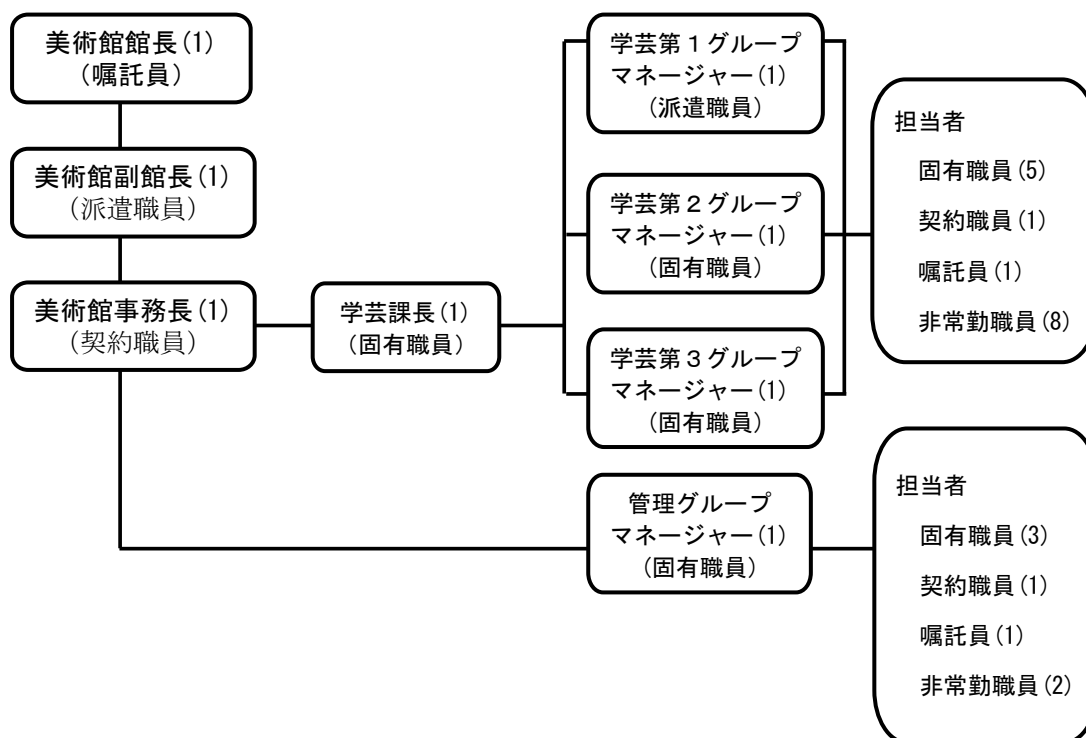 美術館館長(1)
(嘱託員)
美術館副館長(1)
(派遣職員)
美術館事務長(1)
(契約職員)
学芸課長(1)
(固有職員)
学芸第1グループ
マネージャー(1)
(派遣職員)
学芸第2グループ
マネージャー(1)
(固有職員)
学芸第3グループ
マネージャー(1)
(固有職員)
担当者
固有職員(5)
契約職員(1)
嘱託員(1)
非常勤職員(8)
管理グループ
マネージャー(1)
(固有職員)
担当者
固有職員(3)
契約職員(1)
嘱託員(1)
非常勤職員(2)